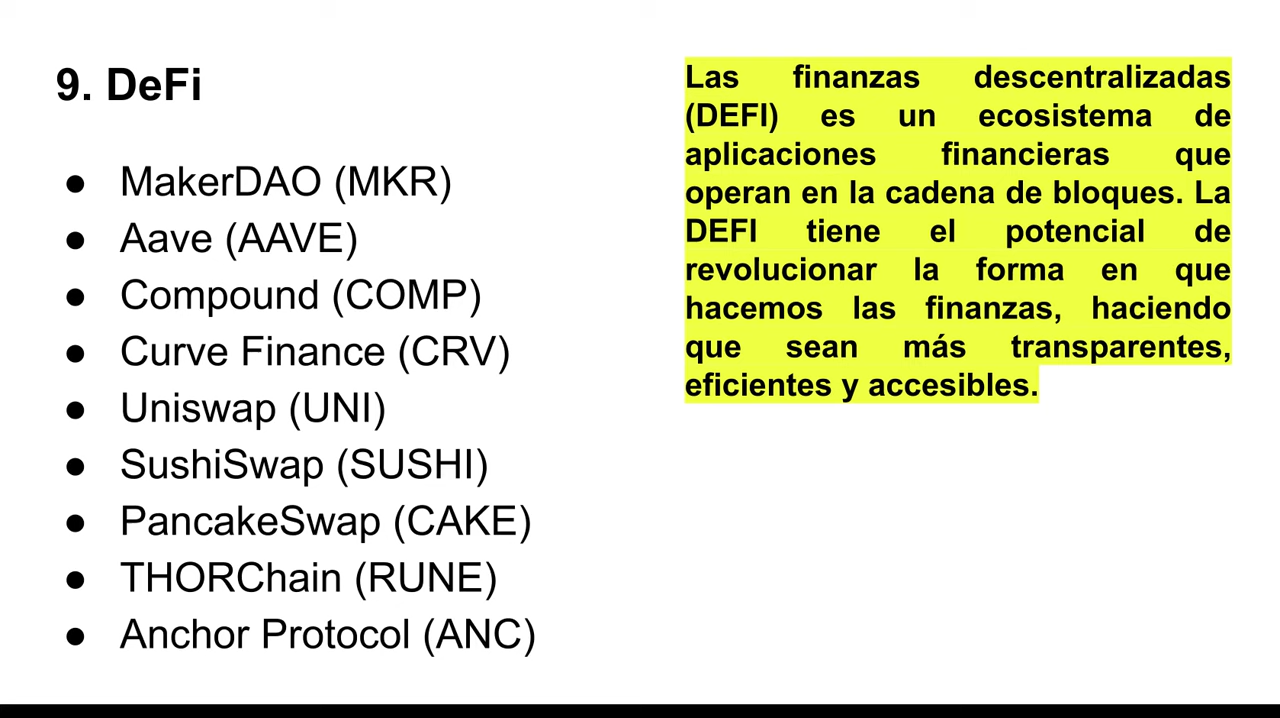 9. DeFi
● MakerDAO (MKR)
● Aave (AAVE)
● Compound (COMP)
● Curve Finance (CRV)
● Uniswap (UNI)
● SushiSwap (SUSHI)
● PancakeSwap (CAKE)
● THORChain (RUNE)
● Anchor Protocol (ANC)
Las finanzas descentralizadas
(DEFI) es un ecosistema de
aplicaciones financieras que
operan en la cadena de bloques. La
DEFI tiene el potencial de
revolucionar la forma en que
hacemos las finanzas, haciendo
que sean más transparentes,
eficientes y accesibles.